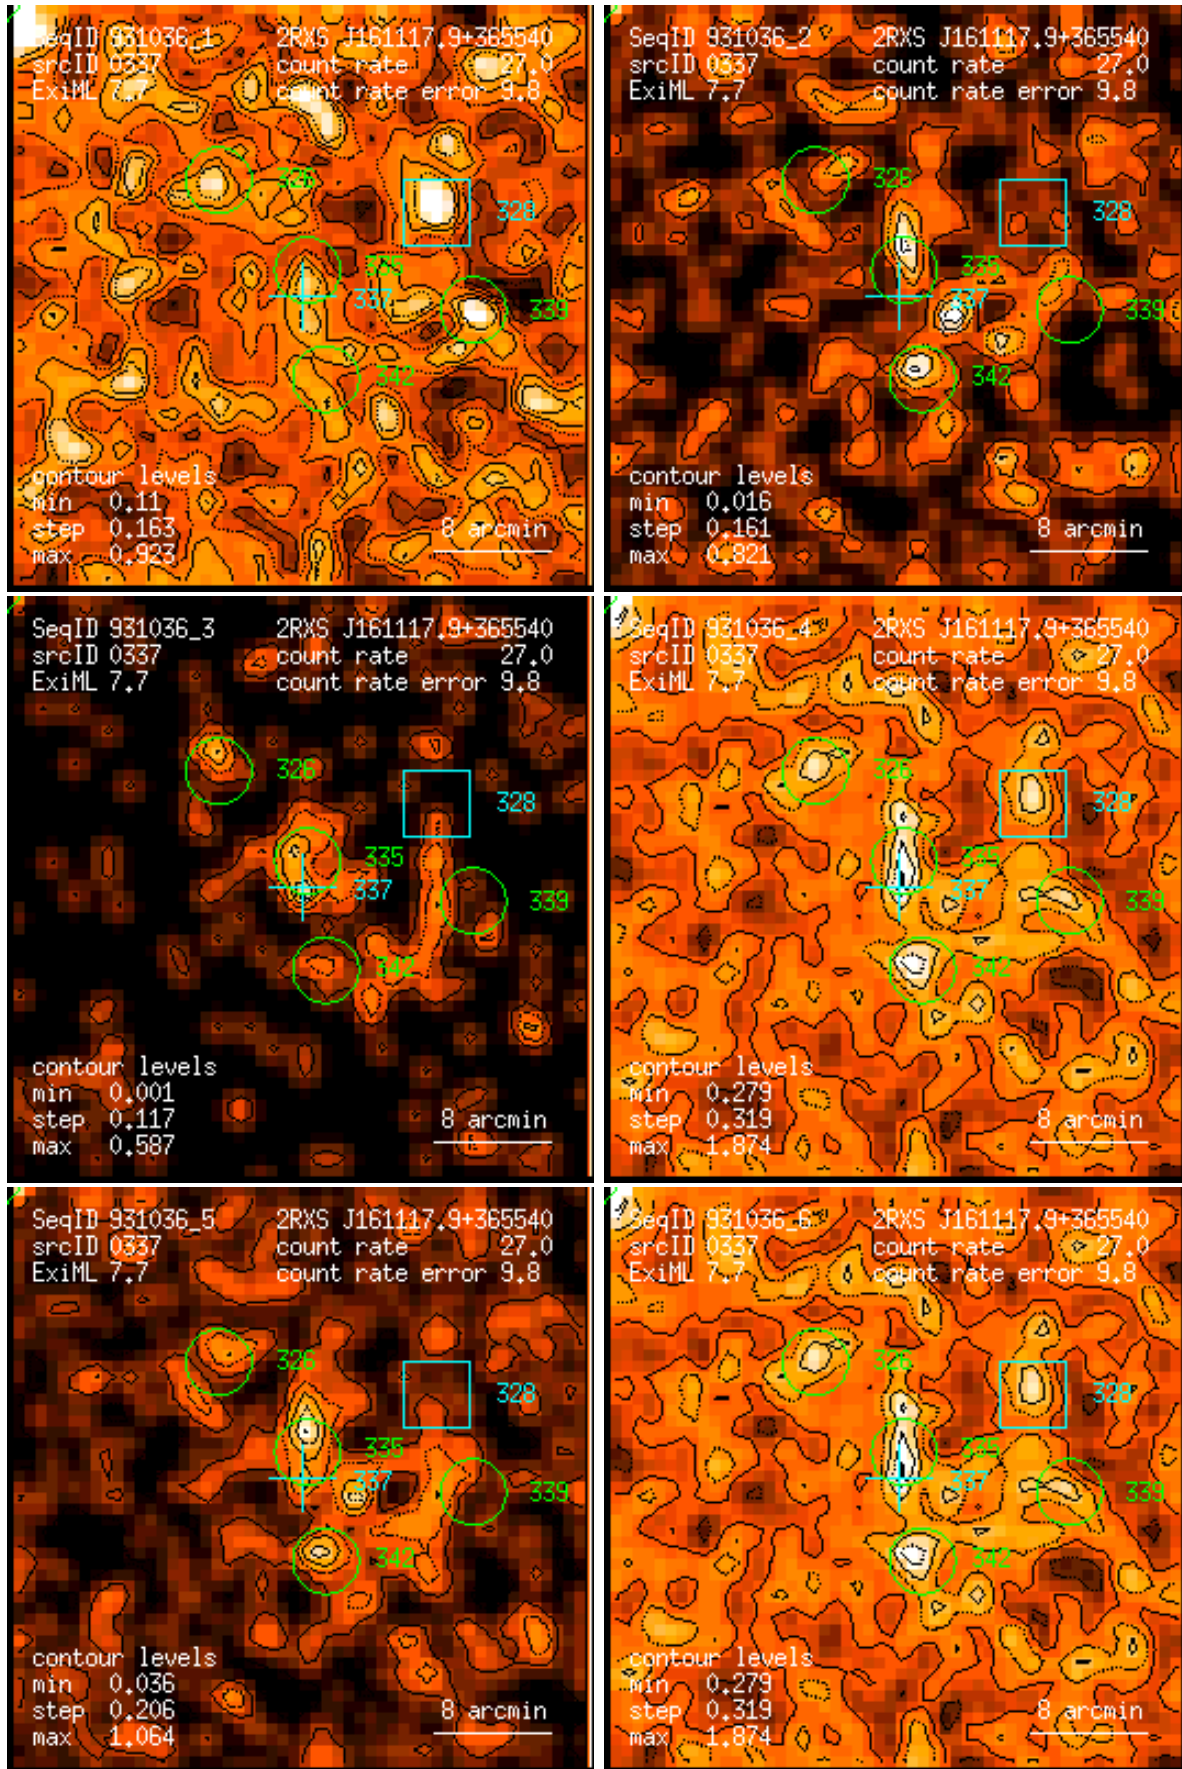 SeqID 931036_1 2RXS J161117.9+365540
srcID 0337 count rate 27.0
ExiML 7.7 count rate error 9.8
326
328
335
337
339
342
contour levels
min 0.11
step 0.163 8 arcmin
max 0.923
SeqID 931036_2 2RXS J161117.9+365540
srcID 0337 count rate 27.0
ExiML 7.7 count rate error 9.8
326
328
335
337
339
342
contour levels
min 0.016
step 0.161 8 arcmin
max 0.821
SeqID 931036_3 2RXS J161117.9+365540
srcID 0337 count rate 27.0
ExiML 7.7 count rate error 9.8
326
328
335
337
339
342
contour levels
min 0.001
step 0.117 8 arcmin
max 0.587
SeqID 931036_4 2RXS J161117.9+365540
srcID 0337 count rate 27.0
ExiML 7.7 count rate error 9.8
326
328
335
337
339
342
contour levels
min 0.279
step 0.319 8 arcmin
max 1.874
SeqID 931036_5 2RXS J161117.9+365540
srcID 0337 count rate 27.0
ExiML 7.7 count rate error 9.8
326
328
335
337
339
342
contour levels
min 0.036
step 0.206 8 arcmin
max 1.064
SeqID 931036_6 2RXS J161117.9+365540
srcID 0337 count rate 27.0
ExiML 7.7 count rate error 9.8
326
328
335
337
339
342
contour levels
min 0.279
step 0.319 8 arcmin
max 1.874